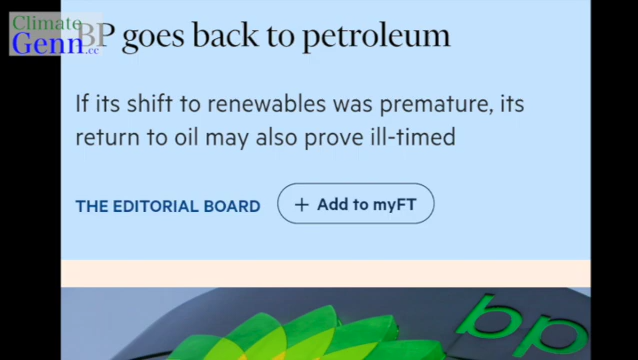 Climate
Genn.cc
BP goes back to petroleum
If its shift to renewables was premature, its
return to oil may also prove ill-timed
THE EDITORIAL BOARD
+ Add to myFT
bp